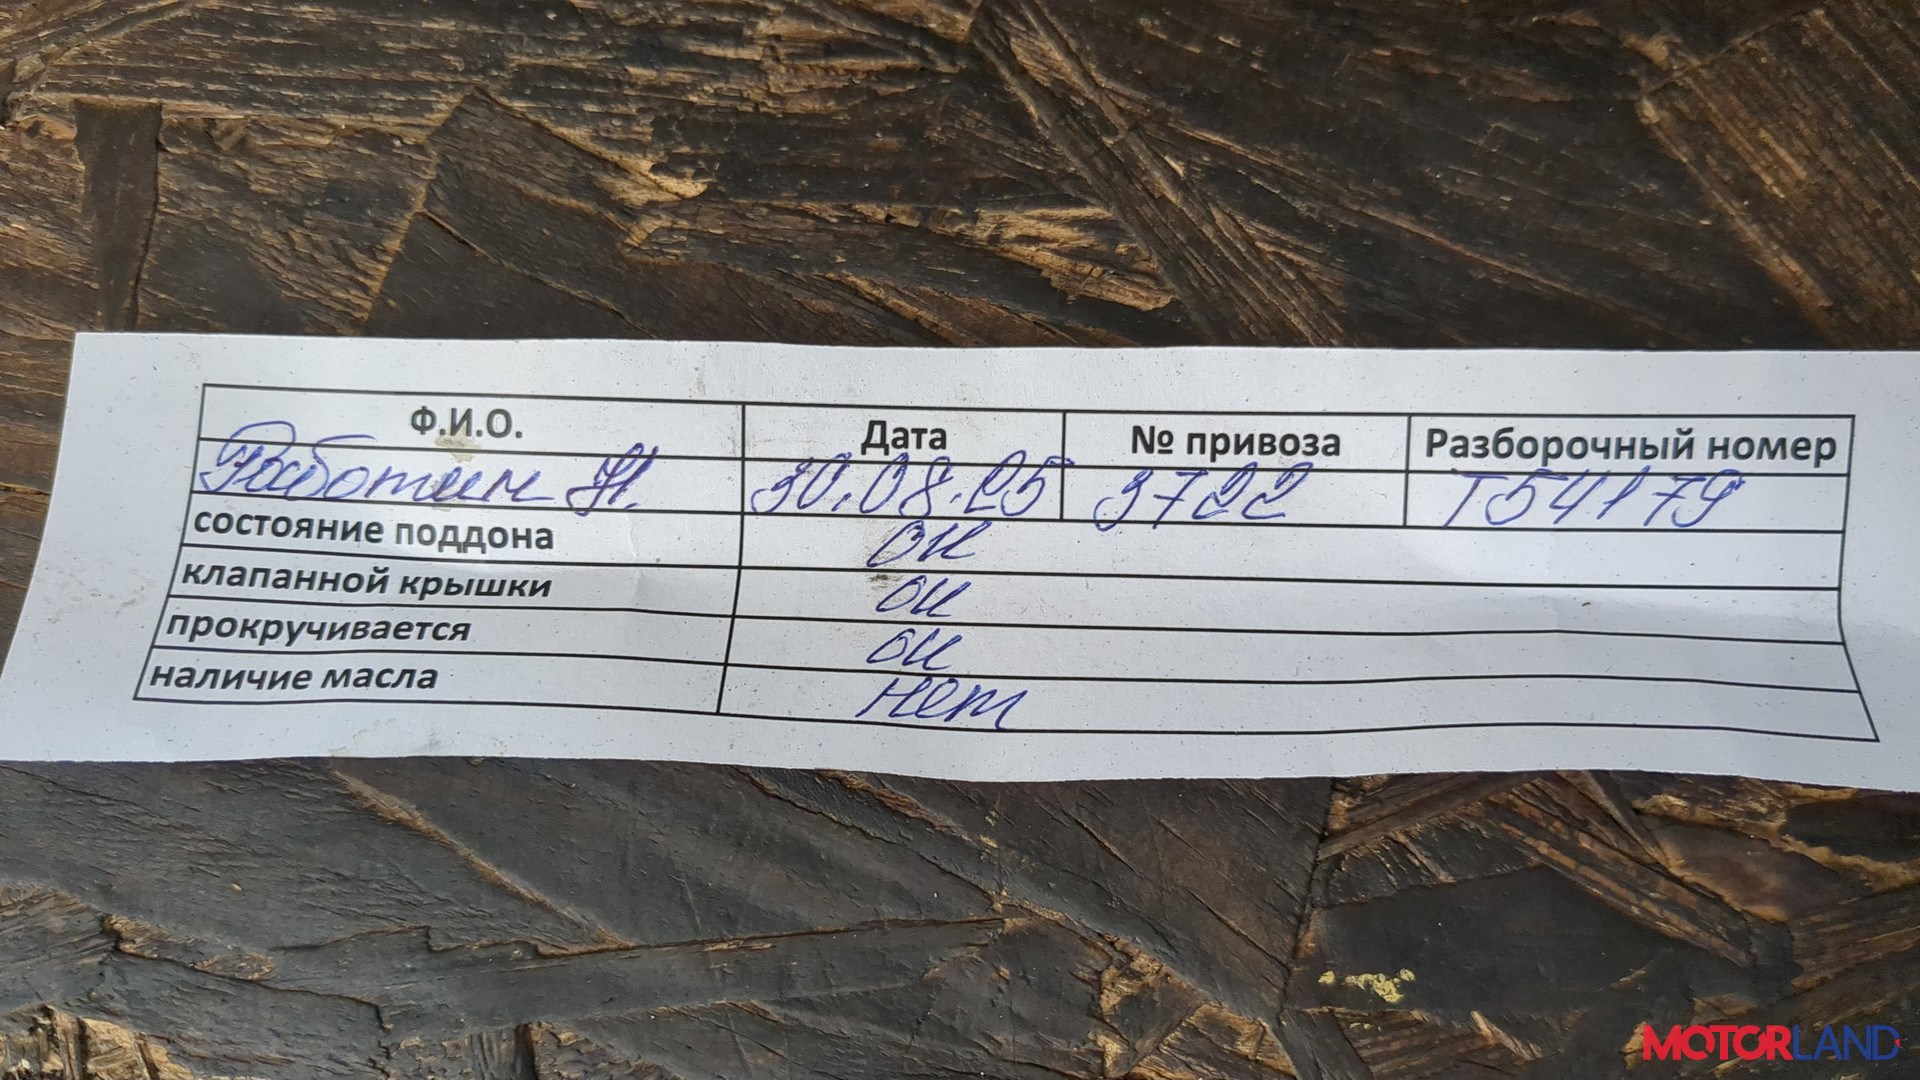 Ф.И.О. Дата № привоза Разборочный номер
Работин Н. 30.08.25 3722 Т54179
состояние поддона ок
клапанной крышки ок
прокручивается ок
наличие масла нет
MOTORLAND